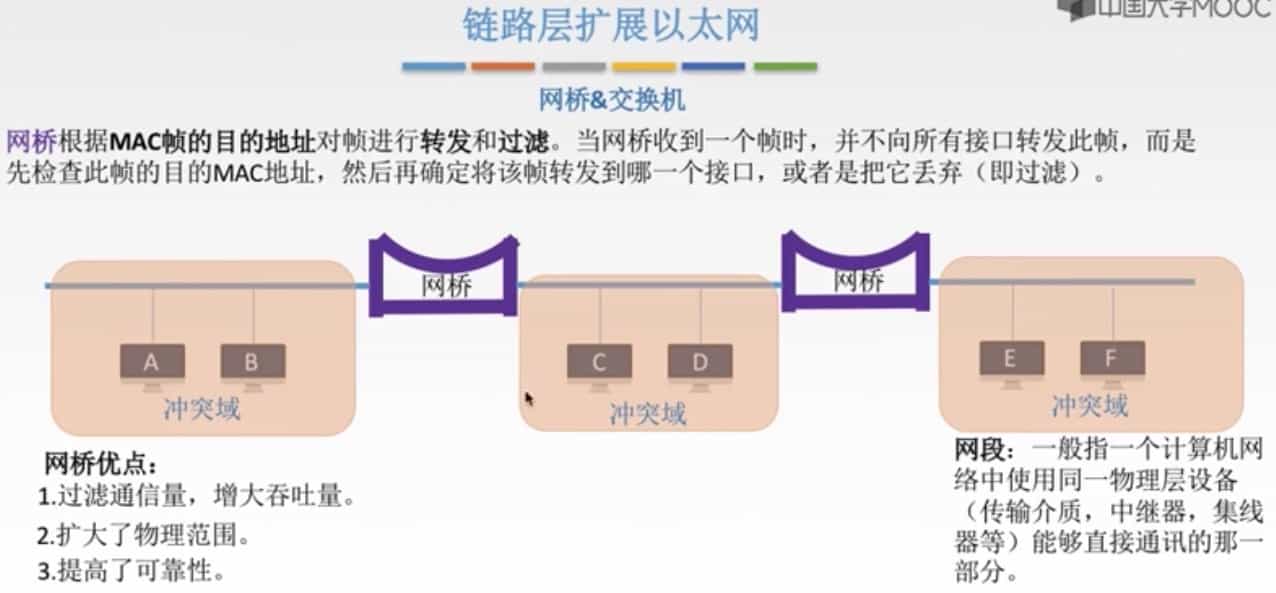 中国大学MOOC
链路层扩展以太网
网桥&交换机
网桥根据MAC帧的目的地址对帧进行转发和过滤。当网桥收到一个帧时，并不向所有接口转发此帧，而是
先检查此帧的目的MAC地址，然后再确定将该帧转发到哪一个接口，或者是把它丢弃（即过滤）。
网桥
网桥
A
B
C
D
E
F
冲突域
冲突域
冲突域
网桥优点：
1.过滤通信量，增大吞吐量。
2.扩大了物理范围。
3.提高了可靠性。
网段：一般指一个计算机网
络中使用同一物理层设备
（传输介质，中继器，集线
器等）能够直接通讯的那一
部分。